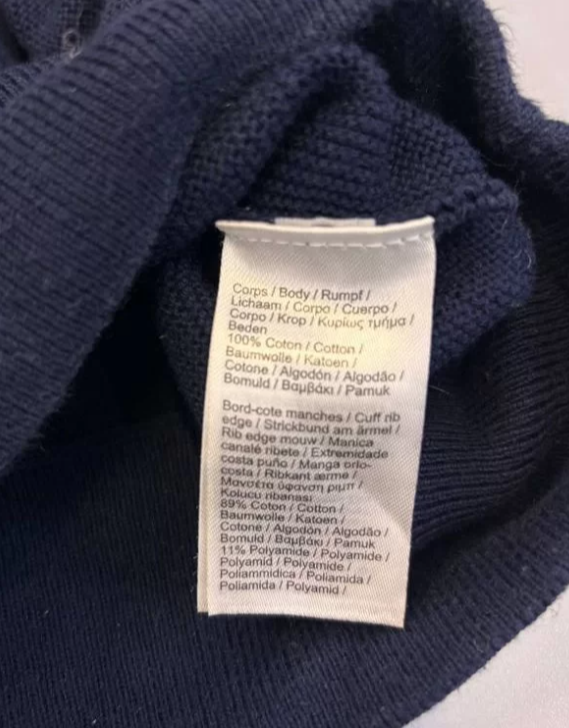 Corps / Body / Rumpf /
Lichaam / Corpo / Cuerpo /
Corpo / Krop / Κυρίως τμήμα /
Beden
100% Coton / Cotton /
Baumwolle / Katoen /
Cotone / Algodón / Algodão /
Bomuld / Βαμβάκι / Pamuk
Bord-cote manches / Cuff rib
edge / Strickbund am ärmel /
Rib edge mouw / Manica
canalé ribete / Extremidade
costa puño / Manga orlo-
costa / Ribkant ærme /
Μανσέτα ύφανση ριμπ /
Kolucu ribanasi
89% Coton / Cotton /
Baumwolle / Katoen /
Cotone / Algodón / Algodão /
Bomuld / Βαμβάκι / Pamuk
11% Polyamide / Polyamide /
Polyamid / Polyamide /
Poliammidica / Poliamida /
Poliamida / Polyamid /